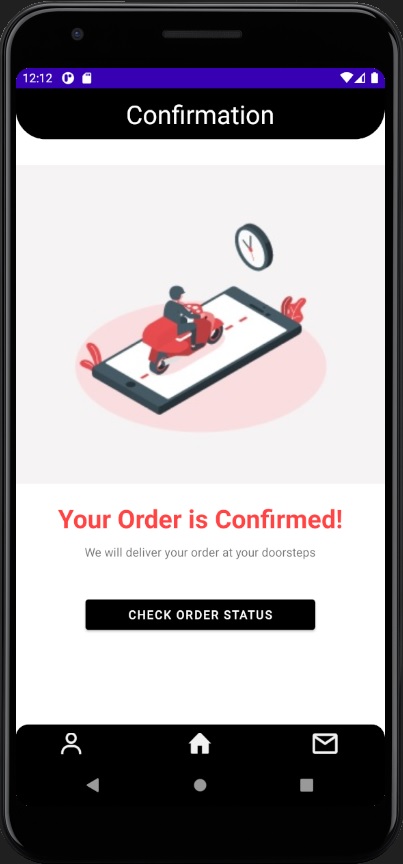 12:12
Confirmation
Your Order is Confirmed!
We will deliver your order at your doorsteps
CHECK ORDER STATUS